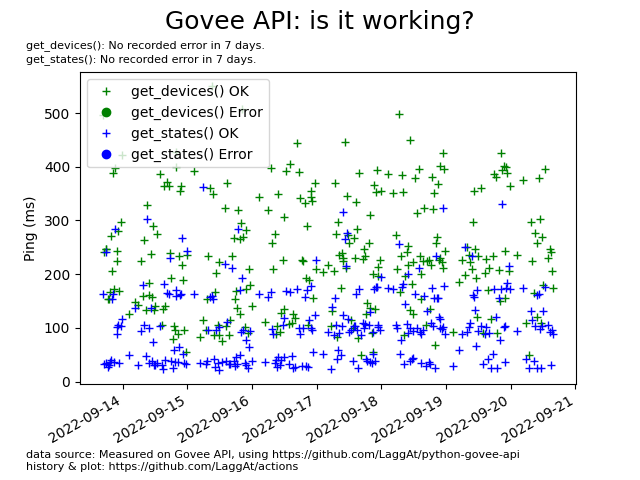 Govee API: is it working?
get_devices(): No recorded error in 7 days.
get_states(): No recorded error in 7 days.
get_devices() OK
get_devices() Error
get_states() OK
get_states() Error
Ping (ms)
500
400
300
200
100
0
2022-09-14
2022-09-15
2022-09-16
2022-09-17
2022-09-18
2022-09-19
2022-09-20
2022-09-21
data source: Measured on Govee API, using https://github.com/LaggAt/python-govee-api
history & plot: https://github.com/LaggAt/actions